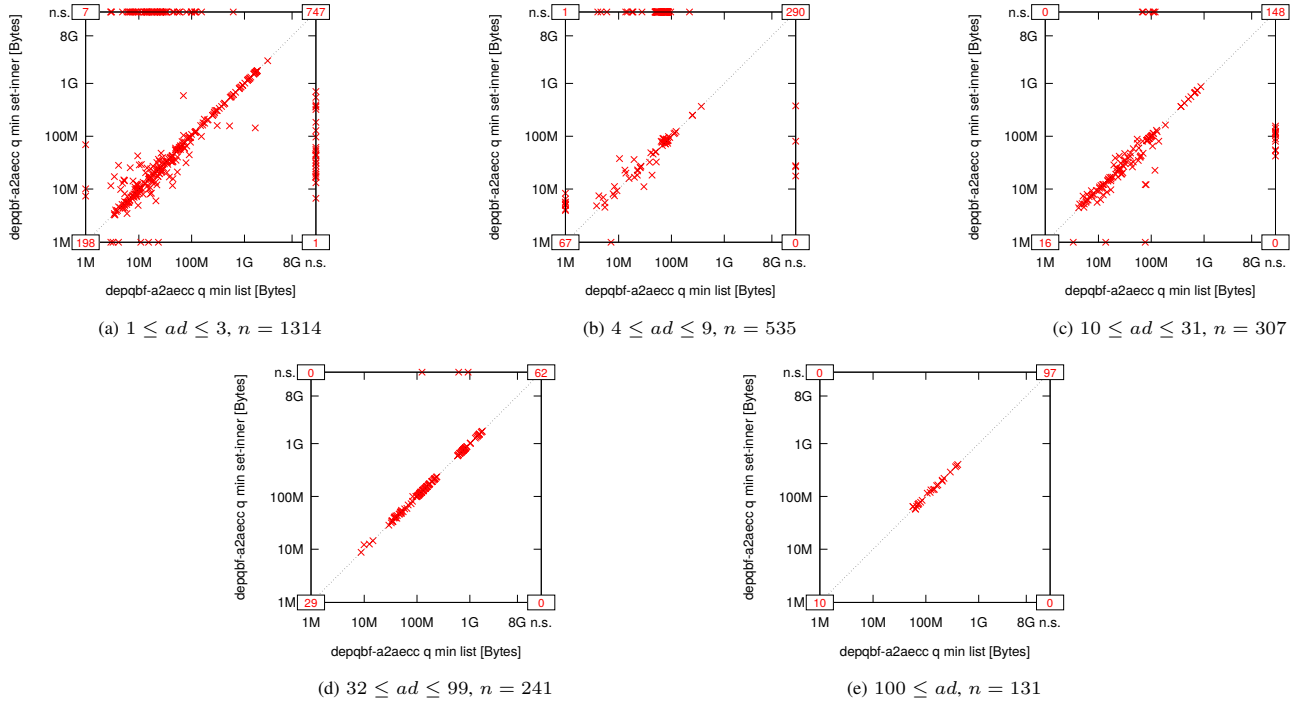 depqbf-a2aecc q min set-inner [Bytes]
n.s.
8G
1G
100M
10M
1M
7
747
198
1
1M
10M
100M
1G
8G n.s.
depqbf-a2aecc q min list [Bytes]
(a) 1 ≤ ad ≤ 3, n = 1314
depqbf-a2aecc q min set-inner [Bytes]
n.s.
8G
1G
100M
10M
1M
1
290
67
0
1M
10M
100M
1G
8G n.s.
depqbf-a2aecc q min list [Bytes]
(b) 4 ≤ ad ≤ 9, n = 535
depqbf-a2aecc q min set-inner [Bytes]
n.s.
8G
1G
100M
10M
1M
0
148
16
0
1M
10M
100M
1G
8G n.s.
depqbf-a2aecc q min list [Bytes]
(c) 10 ≤ ad ≤ 31, n = 307
depqbf-a2aecc q min set-inner [Bytes]
n.s.
8G
1G
100M
10M
1M
0
62
29
0
1M
10M
100M
1G
8G n.s.
depqbf-a2aecc q min list [Bytes]
(d) 32 ≤ ad ≤ 99, n = 241
depqbf-a2aecc q min set-inner [Bytes]
n.s.
8G
1G
100M
10M
1M
0
97
10
0
1M
10M
100M
1G
8G n.s.
depqbf-a2aecc q min list [Bytes]
(e) 100 ≤ ad, n = 131